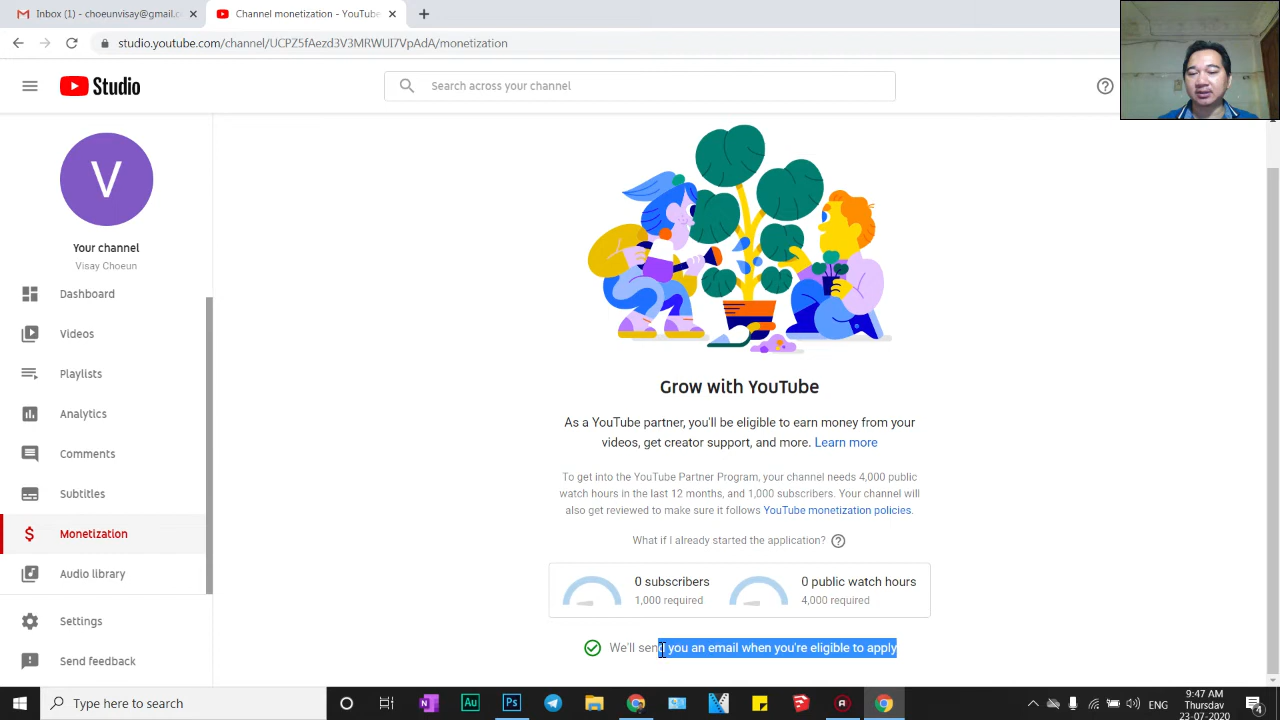 Inbox (1) - choeunvisay@gmail.c
Channel monetization - YouTube
studio.youtube.com/channel/UCPZ5fAezd3V3MRWUI7VpAdA/monetization
Studio
Search across your channel
V
Your channel
Visay Choeun
Dashboard
Videos
Playlists
Analytics
Comments
Subtitles
Monetization
Audio library
Settings
Send feedback
Grow with YouTube
As a YouTube partner, you'll be eligible to earn money from your
videos, get creator support, and more. Learn more
To get into the YouTube Partner Program, your channel needs 4,000 public
watch hours in the last 12 months, and 1,000 subscribers. Your channel will
also get reviewed to make sure it follows YouTube monetization policies.
What if I already started the application?
0 subscribers
1,000 required
0 public watch hours
4,000 required
We'll send you an email when you're eligible to apply
Type here to search
Au
Ps
ENG
9:47 AM
Thursday
23-07-2020
4